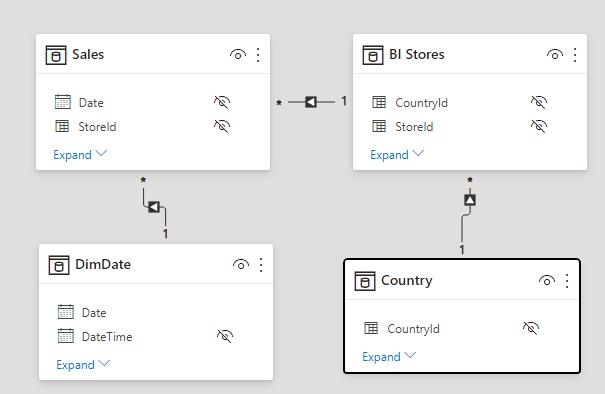 Sales
Date
StoreId
Expand
* 1
BI Stores
CountryId
StoreId
Expand
*
1
DimDate
Date
DateTime
Expand
*
1
Country
CountryId
Expand